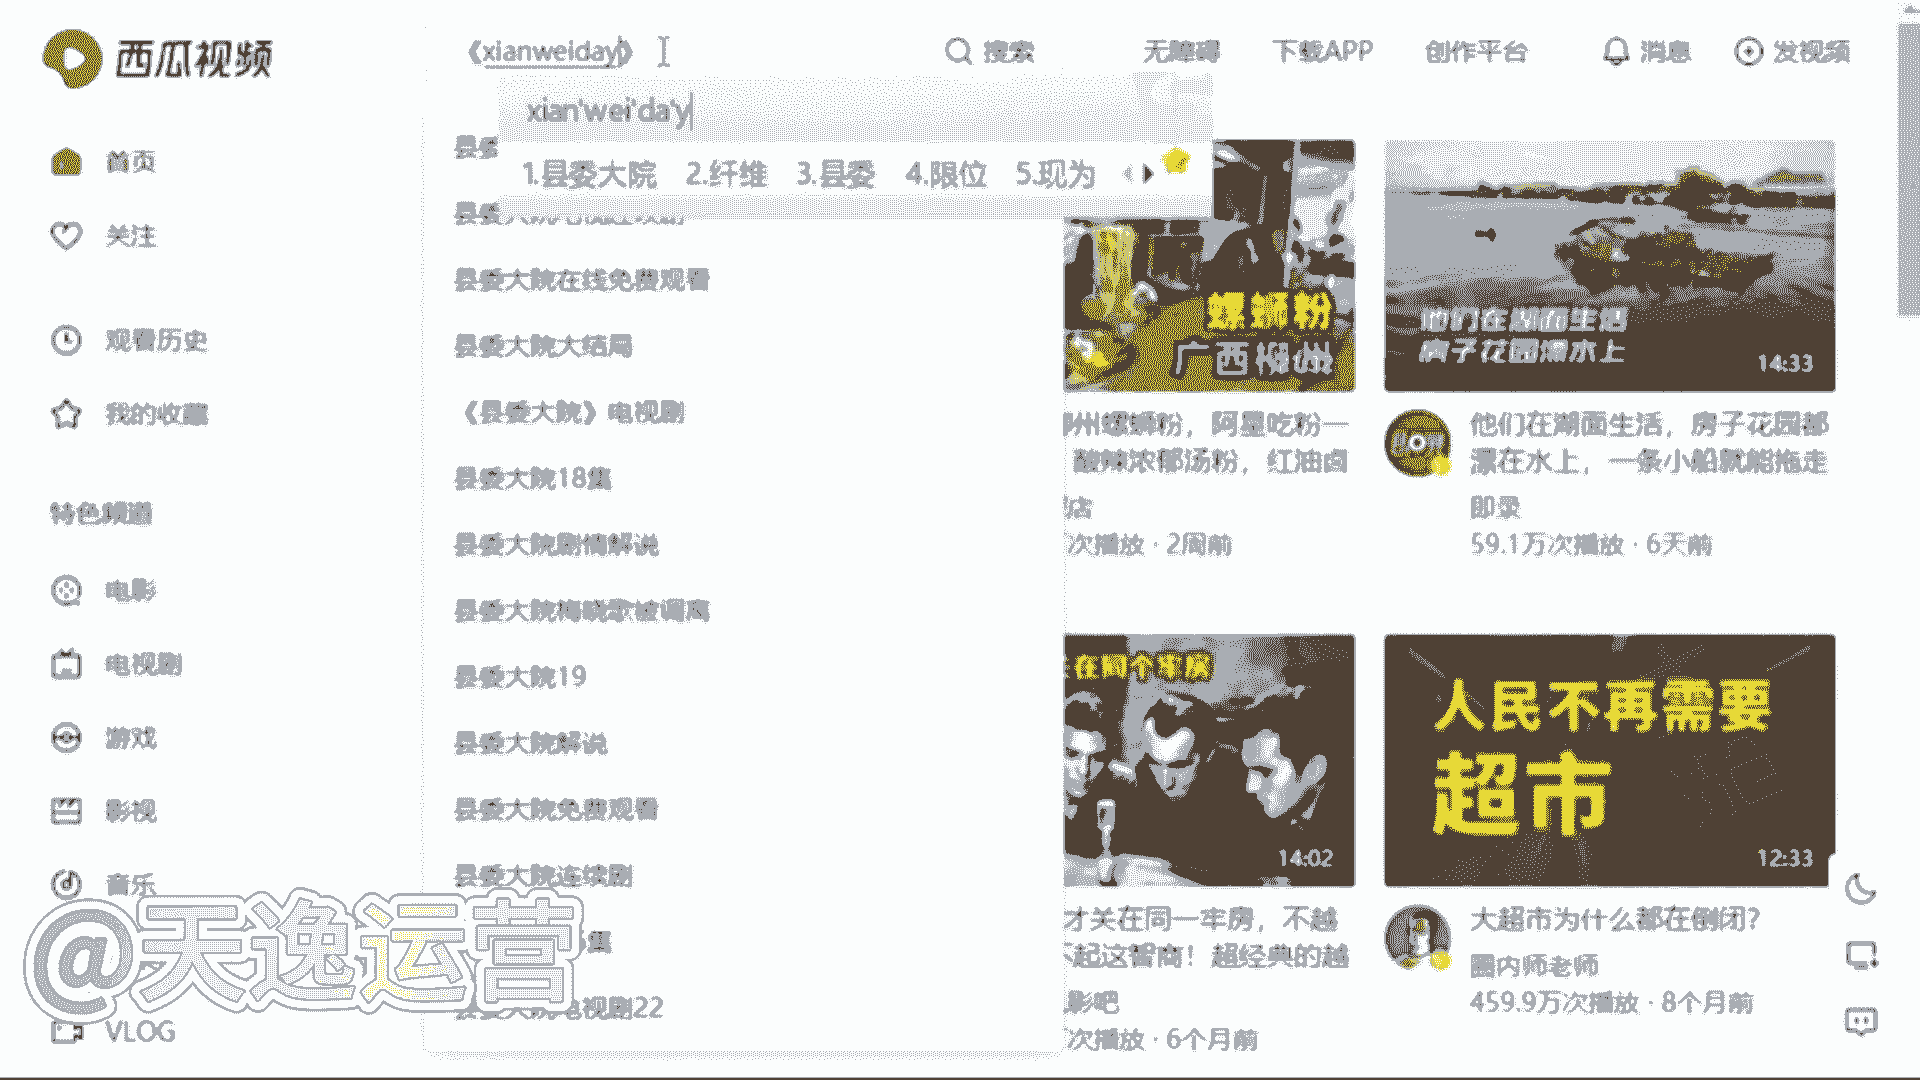 西瓜视频
《xianweiday》
搜索
无障碍
下载APP
创作平台
消息
发视频
xian'wei'da'y
1.县委大院 2.纤维 3.县委 4.限位 5.现为
首页
关注
观看历史
我的收藏
特色频道
电影
电视剧
游戏
影视
音乐
VLOG
县委
县委大院在线免费观看
县委大院大结局
《县委大院》电视剧
县委大院18集
县委大院剧情解说
县委大院梅晓歌被调离
县委大院19
县委大院解说
县委大院免费观看
县委大院连续剧
集
电视剧22
螺蛳粉
广西柳州
州螺蛳粉，阿星吃粉一
酸辣浓郁汤粉，红油卤
店
次播放 · 2周前
他们在湖面生活
房子花园漂水上
14:33
他们在湖面生活，房子花园都
漂在水上，一条小船就能拖走
即录
59.1万次播放 · 6天前
在同个牢房
14:02
才关在同一牢房，不越
不起这智商！超经典的越
影吧
次播放 · 6个月前
人民不再需要
超市
12:33
大超市为什么都在倒闭？
圈内师老师
459.9万次播放 · 8个月前
@天逸运营